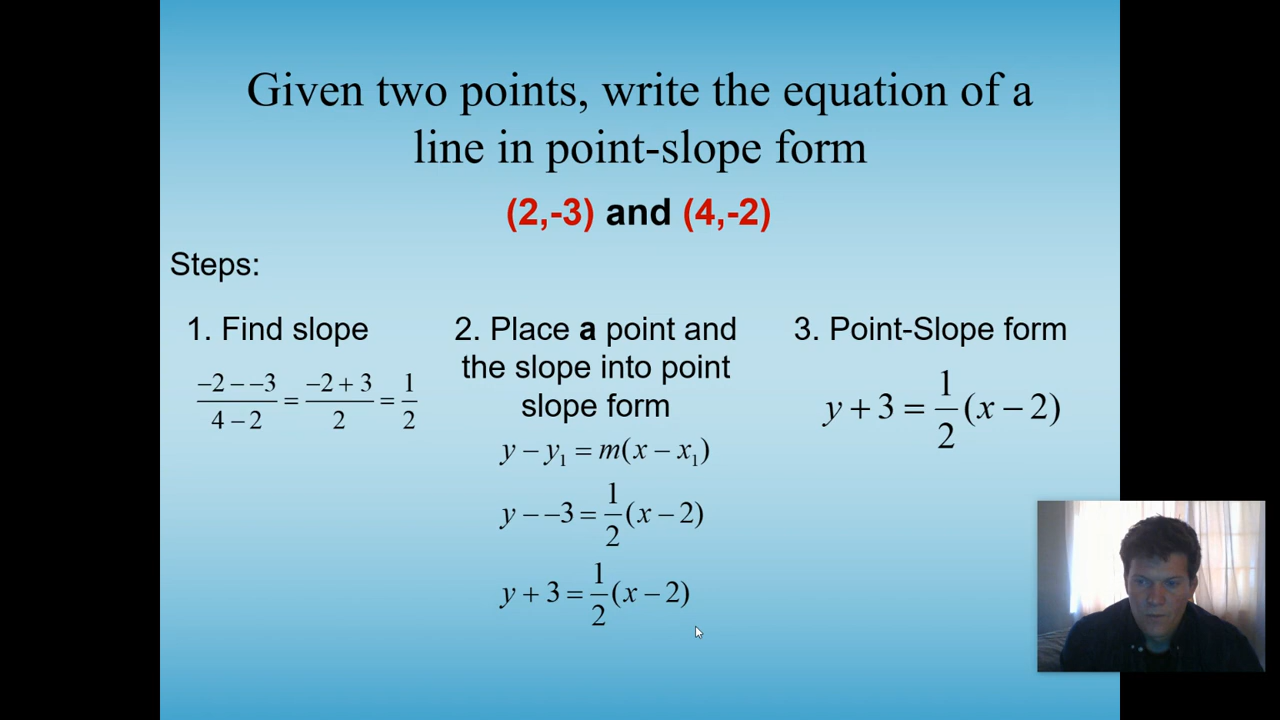 Given two points, write the equation of a
line in point-slope form
(2,-3) and (4,-2)
Steps:
1. Find slope
−2 − −3 / 4 − 2 = −2 + 3 / 2 = 1 / 2
2. Place a point and
the slope into point
slope form
y − y₁ = m(x − x₁)
y − −3 = 1/2 (x − 2)
y + 3 = 1/2 (x − 2)
3. Point-Slope form
y + 3 = 1/2 (x − 2)